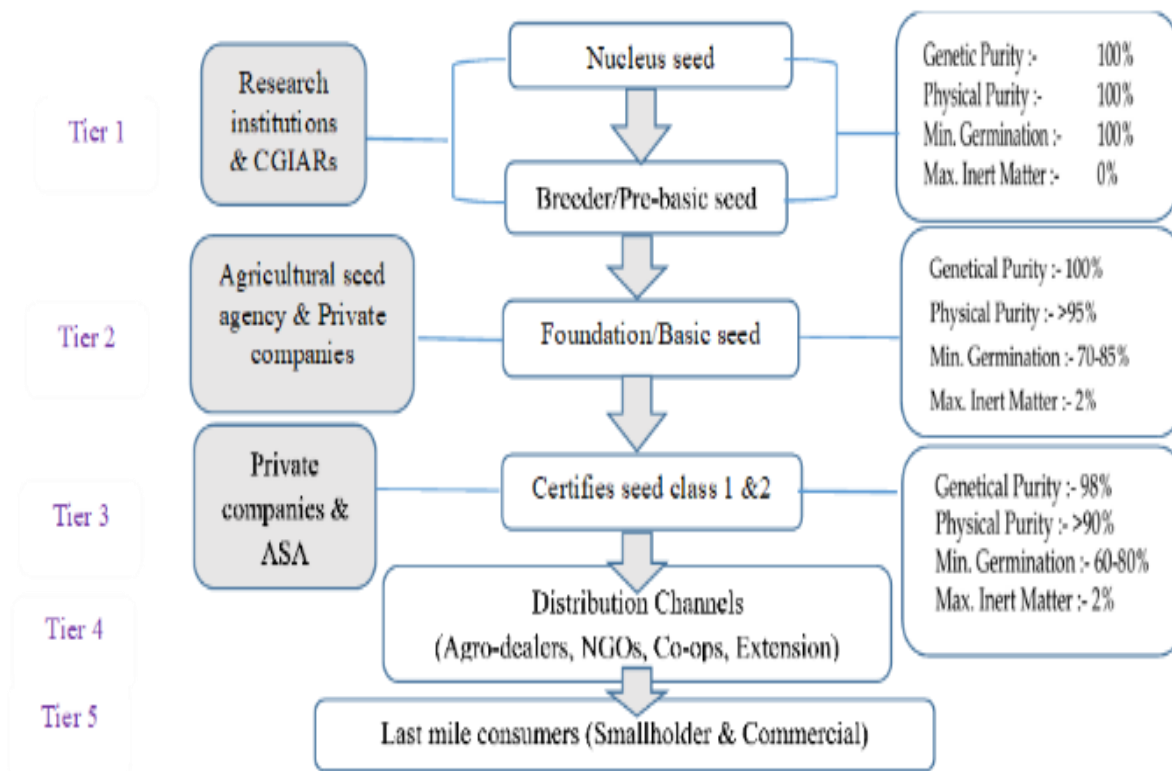 Tier 1
Research
institutions
& CGIARs
Nucleus seed
Breeder/Pre-basic seed
Genetic Purity :- 100%
Physical Purity :- 100%
Min. Germination :- 100%
Max. Inert Matter :- 0%
Tier 2
Agricultural seed
agency & Private
companies
Foundation/Basic seed
Genetical Purity :- 100%
Physical Purity :- >95%
Min. Germination :- 70-85%
Max. Inert Matter :- 2%
Tier 3
Private
companies &
ASA
Certifies seed class 1 &2
Genetical Purity :- 98%
Physical Purity :- >90%
Min. Germination :- 60-80%
Max. Inert Matter :- 2%
Tier 4
Distribution Channels
(Agro-dealers, NGOs, Co-ops, Extension)
Tier 5
Last mile consumers (Smallholder & Commercial)